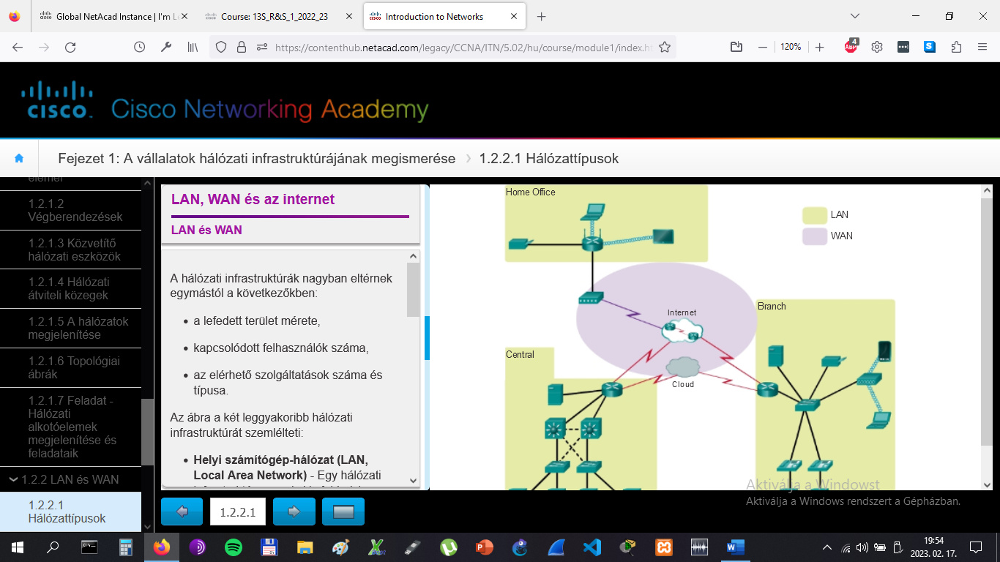 Global NetAcad Instance | I'm Le
Course: 13S_R&S_1_2022_23
Introduction to Networks
https://contenthub.netacad.com/legacy/CCNA/ITN/5.02/hu/course/module1/index.ht
120%
4
ABP
CISCO
Cisco Networking Academy
Fejezet 1: A vállalatok hálózati infrastruktúrájának megismerése
1.2.2.1 Hálózattípusok
1.2.1.2
Végberendezések
1.2.1.3 Közvetítő
hálózati eszközök
1.2.1.4 Hálózati
átviteli közegek
1.2.1.5 A hálózatok
megjelenítése
1.2.1.6 Topológiai
ábrák
1.2.1.7 Feladat -
Hálózati
alkotóelemek
megjelenítése és
feladataik
1.2.2 LAN és WAN
1.2.2.1
Hálózattípusok
LAN, WAN és az internet
LAN és WAN
A hálózati infrastruktúrák nagyban eltérnek
egymástól a következőkben:
• a lefedett terület mérete,
• kapcsolódott felhasználók száma,
• az elérhető szolgáltatások száma és
típusa.
Az ábra a két leggyakoribb hálózati
infrastruktúrát szemlélteti:
• Helyi számítógép-hálózat (LAN,
Local Area Network) - Egy hálózati
1.2.2.1
Home Office
LAN
WAN
Internet
Branch
Central
Cloud
Aktiválja a Windowst
Aktiválja a Windows rendszert a Gépházban.
19:54
2023. 02. 17.